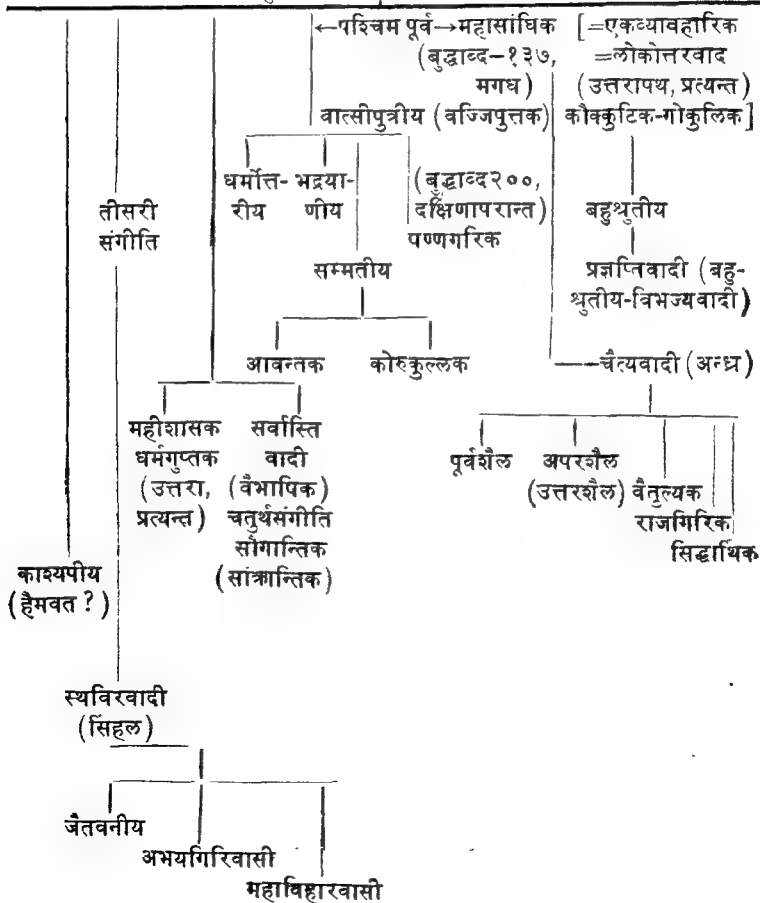 ←पश्चिम पूर्व→महासांघिक [=एकव्यावहारिक
(बुद्धाब्द-१३७, =लोकोत्तरवाद
मगध) (उत्तरापथ, प्रत्यन्त)
वात्सीपुत्रीय (वज्जिपुत्तक) कौक्कुटिक-गोकुलिक]
धर्मोत्त- भद्रया- (बुद्धाब्द२००,
तीसरी रीय णीय दक्षिणापरान्त) बहुश्रुतीय
संगीति पण्णगरिक
सम्मतीय प्रज्ञप्तिवादी (बहु-
श्रुतीय-विभज्यवादी)
आवन्तक कोरुकुल्लक चैत्यवादी (अन्ध्र)
महीशासक सर्वास्ति
धर्मगुप्तक वादी पूर्वशैल अपरशैल
(उत्तरा, (वैभाषिक) (उत्तरशैल) वैतुल्यक
प्रत्यन्त) चतुर्थसंगीति राजगिरिक
सौगान्तिक सिद्धार्थिक
काश्यपीय (सांक्रान्तिक)
(हैमवत ?)
स्थविरवादी
(सिंहल)
जेतवनीय
अभयगिरिवासी
महाविहारवासी